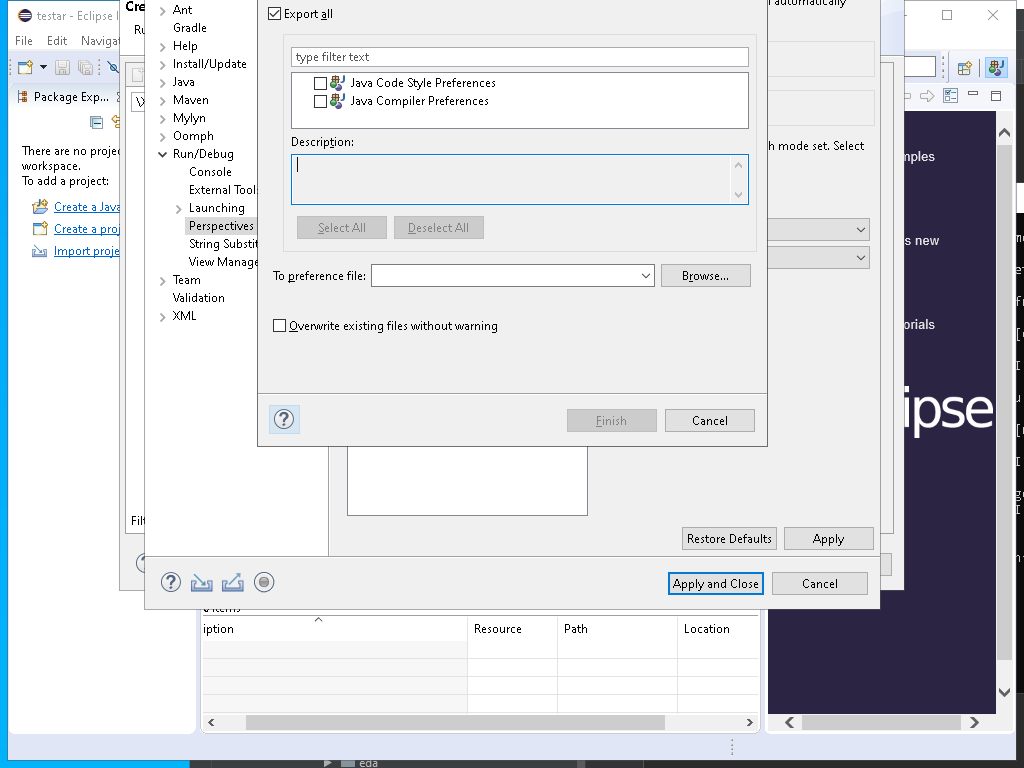 testar - Eclipse I
File Edit Navigat
Package Exp...
There are no projec
workspace.
To add a project:
Create a Java
Create a proj
Import proje
Cre
Ru
Filt
Ant
Gradle
Help
Install/Update
Java
Maven
Mylyn
Oomph
Run/Debug
Console
External Tools
Launching
Perspectives
String Substit
View Manage
Team
Validation
XML
Export all
type filter text
Java Code Style Preferences
Java Compiler Preferences
Description:
Select All Deselect All
To preference file: Browse...
Overwrite existing files without warning
Finish Cancel
automatically
h mode set. Select
Restore Defaults Apply
Apply and Close Cancel
mples
s new
orials
ipse
items
iption Resource Path Location
eda